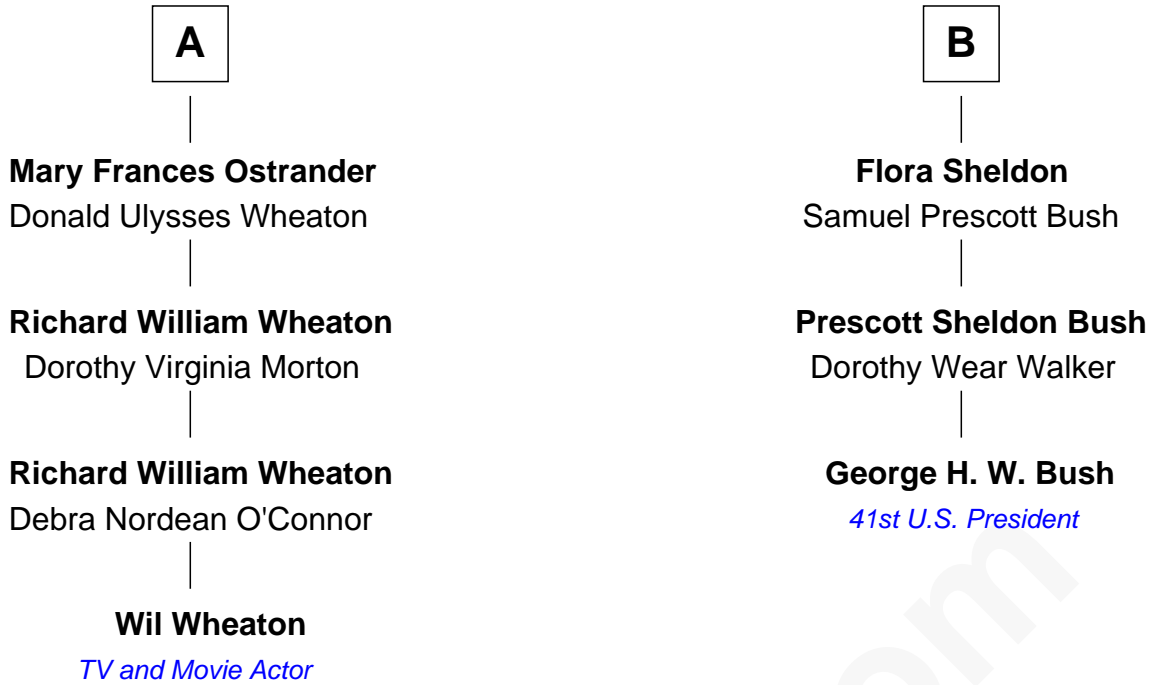 A
Mary Frances Ostrander
Donald Ulysses Wheaton
Richard William Wheaton
Dorothy Virginia Morton
Richard William Wheaton
Debra Nordean O'Connor
Wil Wheaton
TV and Movie Actor
B
Flora Sheldon
Samuel Prescott Bush
Prescott Sheldon Bush
Dorothy Wear Walker
George H. W. Bush
41st U.S. President
om